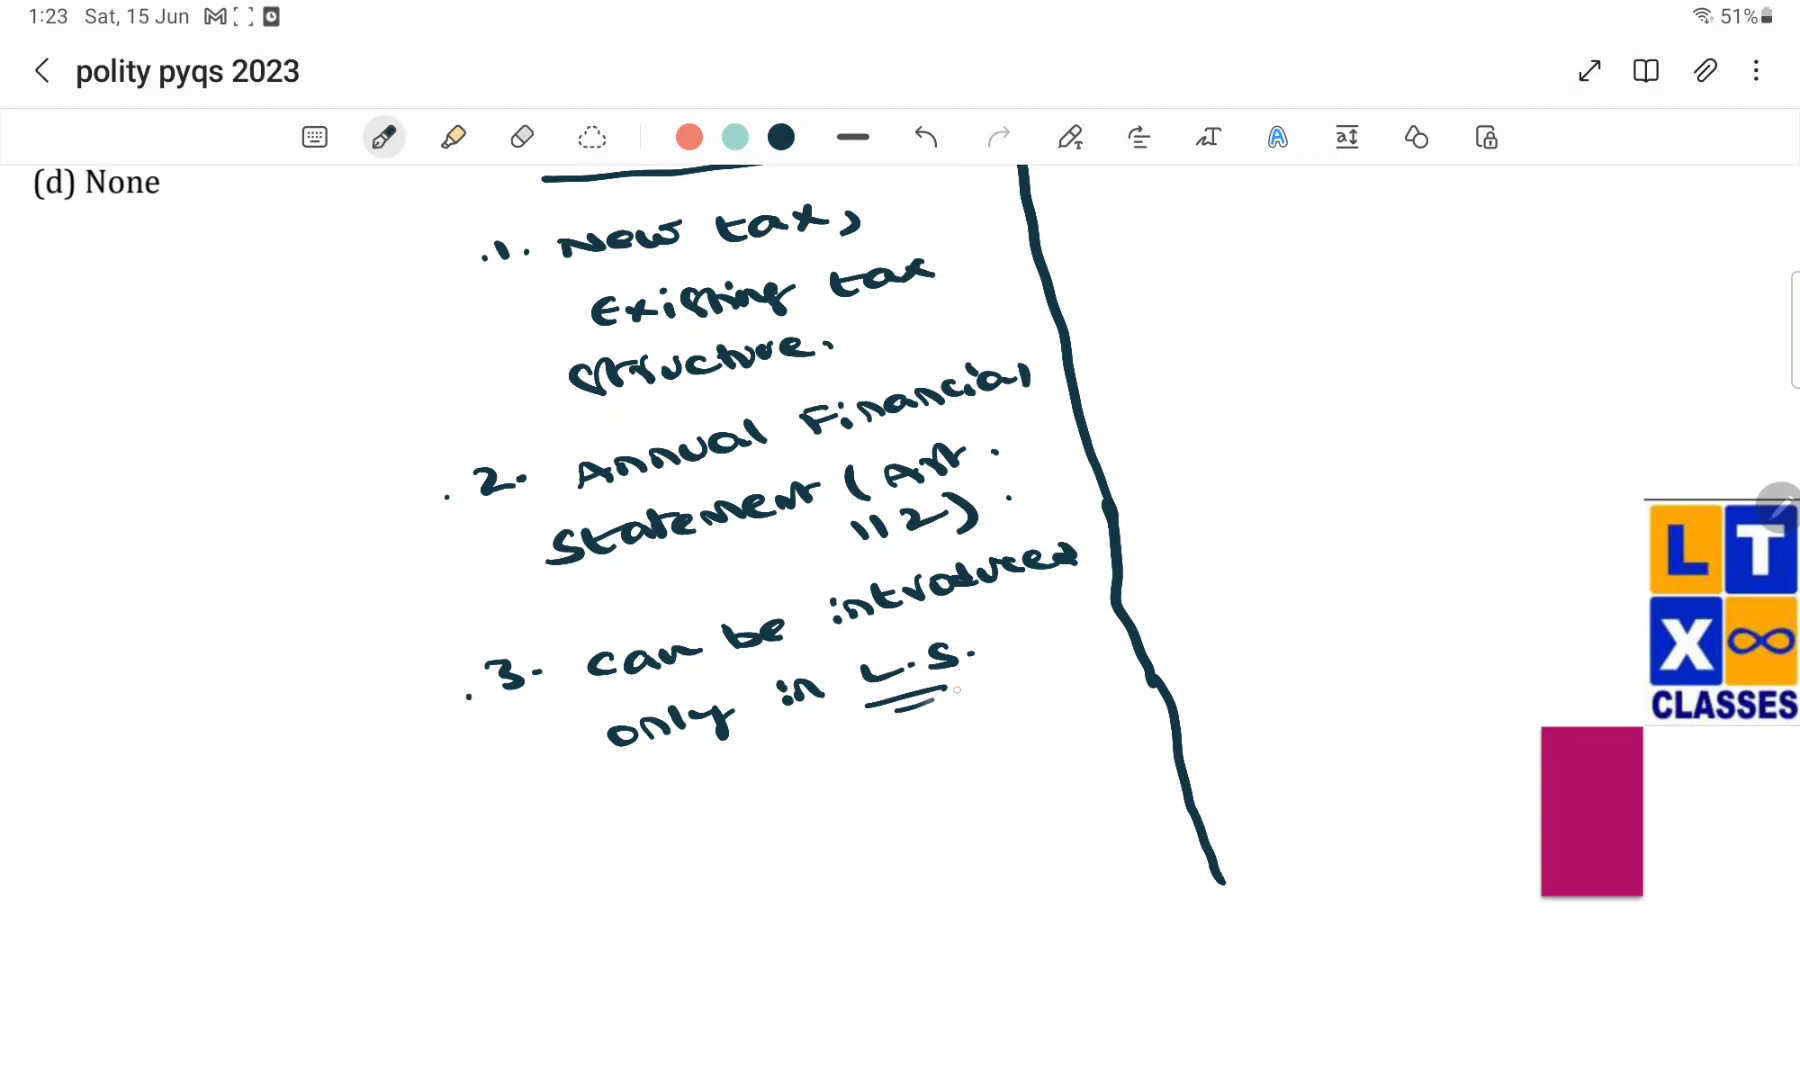 1:23 Sat, 15 Jun 51%
polity pyqs 2023
(d) None
.1. New tax,
Existing tax
structure.
.2. Annual Financial
Statement (Art.
112).
.3. can be introduced
only in L.S.
L T
X ∞
CLASSES